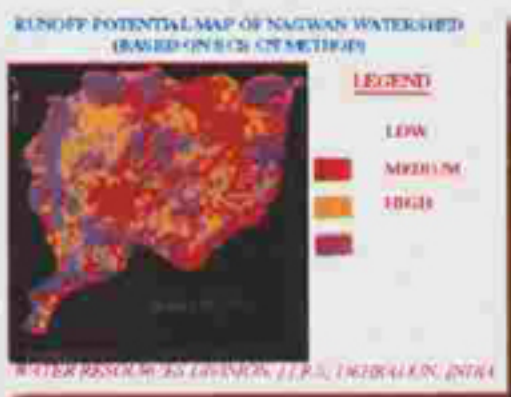 RUNOFF POTENTIAL MAP OF NAGWAN WATERSHED
(BASED ON SCS CN METHOD)
LEGEND
LOW
MEDIUM
HIGH
WATER RESOURCES DIVISION, I.I.R.S, DEHRADUN, INDIA